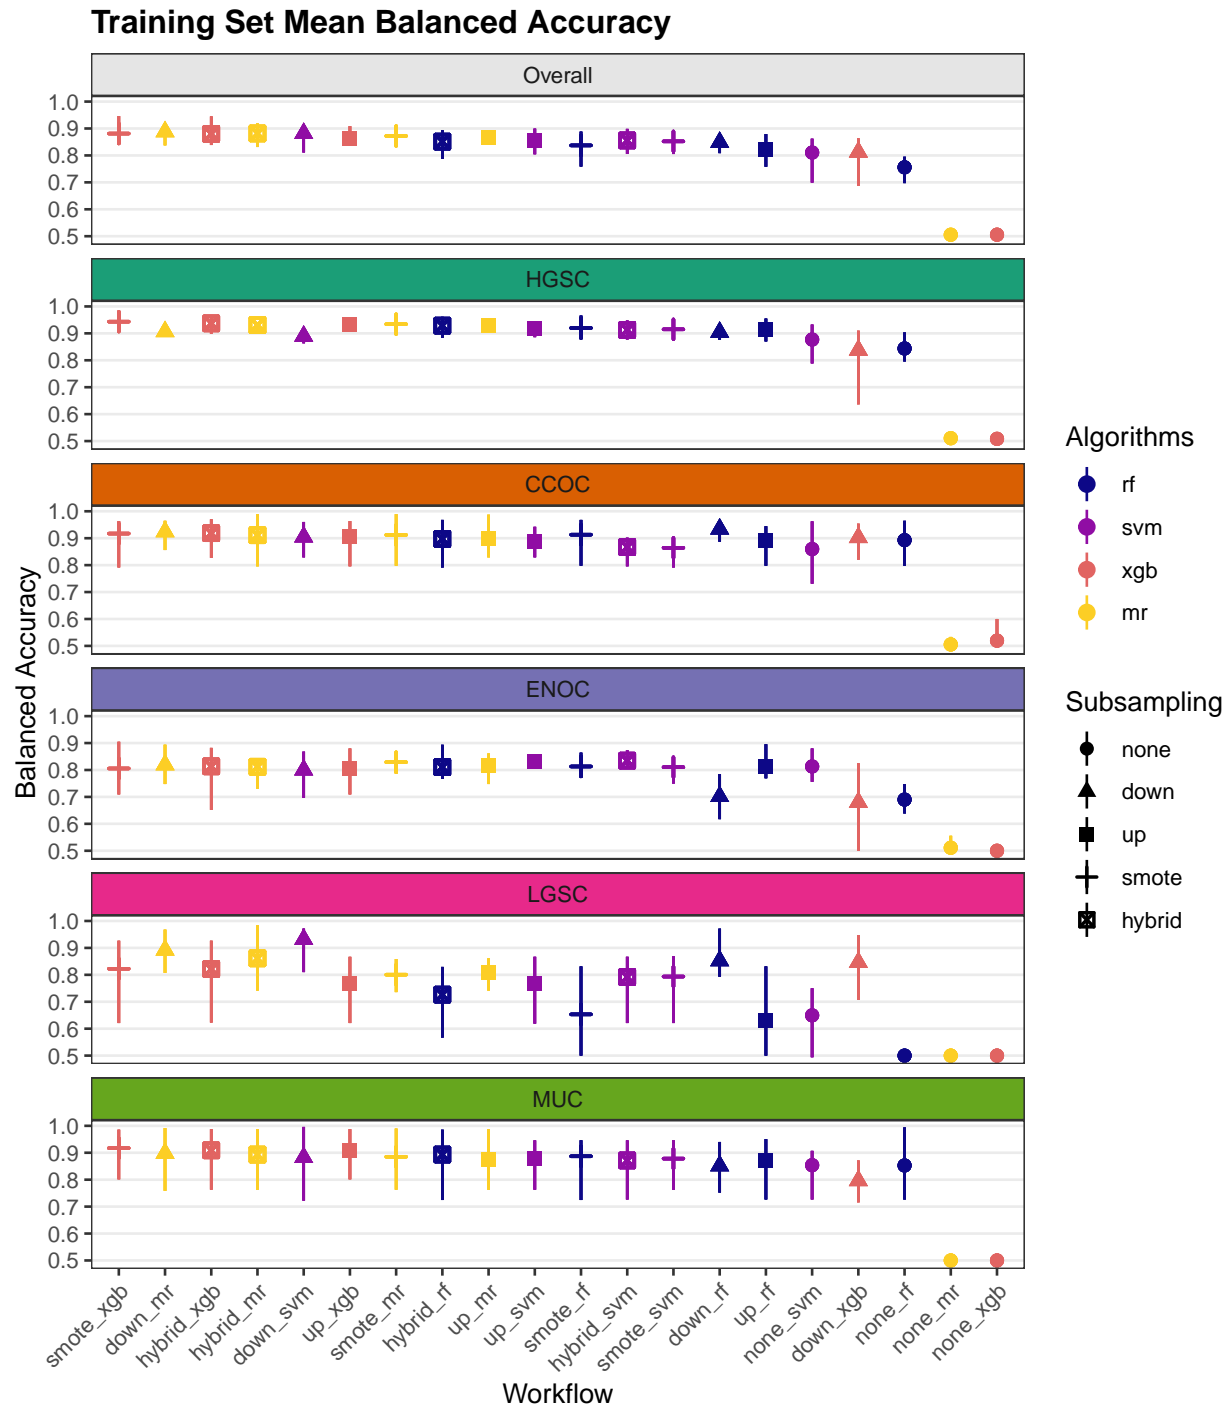 Training Set Mean Balanced Accuracy
Overall
1.0
0.9
0.8
0.7
0.6
0.5
HGSC
1.0
0.9
0.8
0.7
0.6
0.5
CCOC
1.0
0.9
0.8
0.7
0.6
0.5
ENOC
1.0
0.9
0.8
0.7
0.6
0.5
LGSC
1.0
0.9
0.8
0.7
0.6
0.5
MUC
1.0
0.9
0.8
0.7
0.6
0.5
Balanced Accuracy
smote_xgb
down_mr
hybrid_xgb
hybrid_mr
down_svm
up_xgb
smote_mr
hybrid_rf
up_mr
up_svm
smote_rf
hybrid_svm
smote_svm
down_rf
up_rf
none_svm
down_xgb
none_rf
none_mr
none_xgb
Workflow
Algorithms
rf
svm
xgb
mr
Subsampling
none
down
up
smote
hybrid